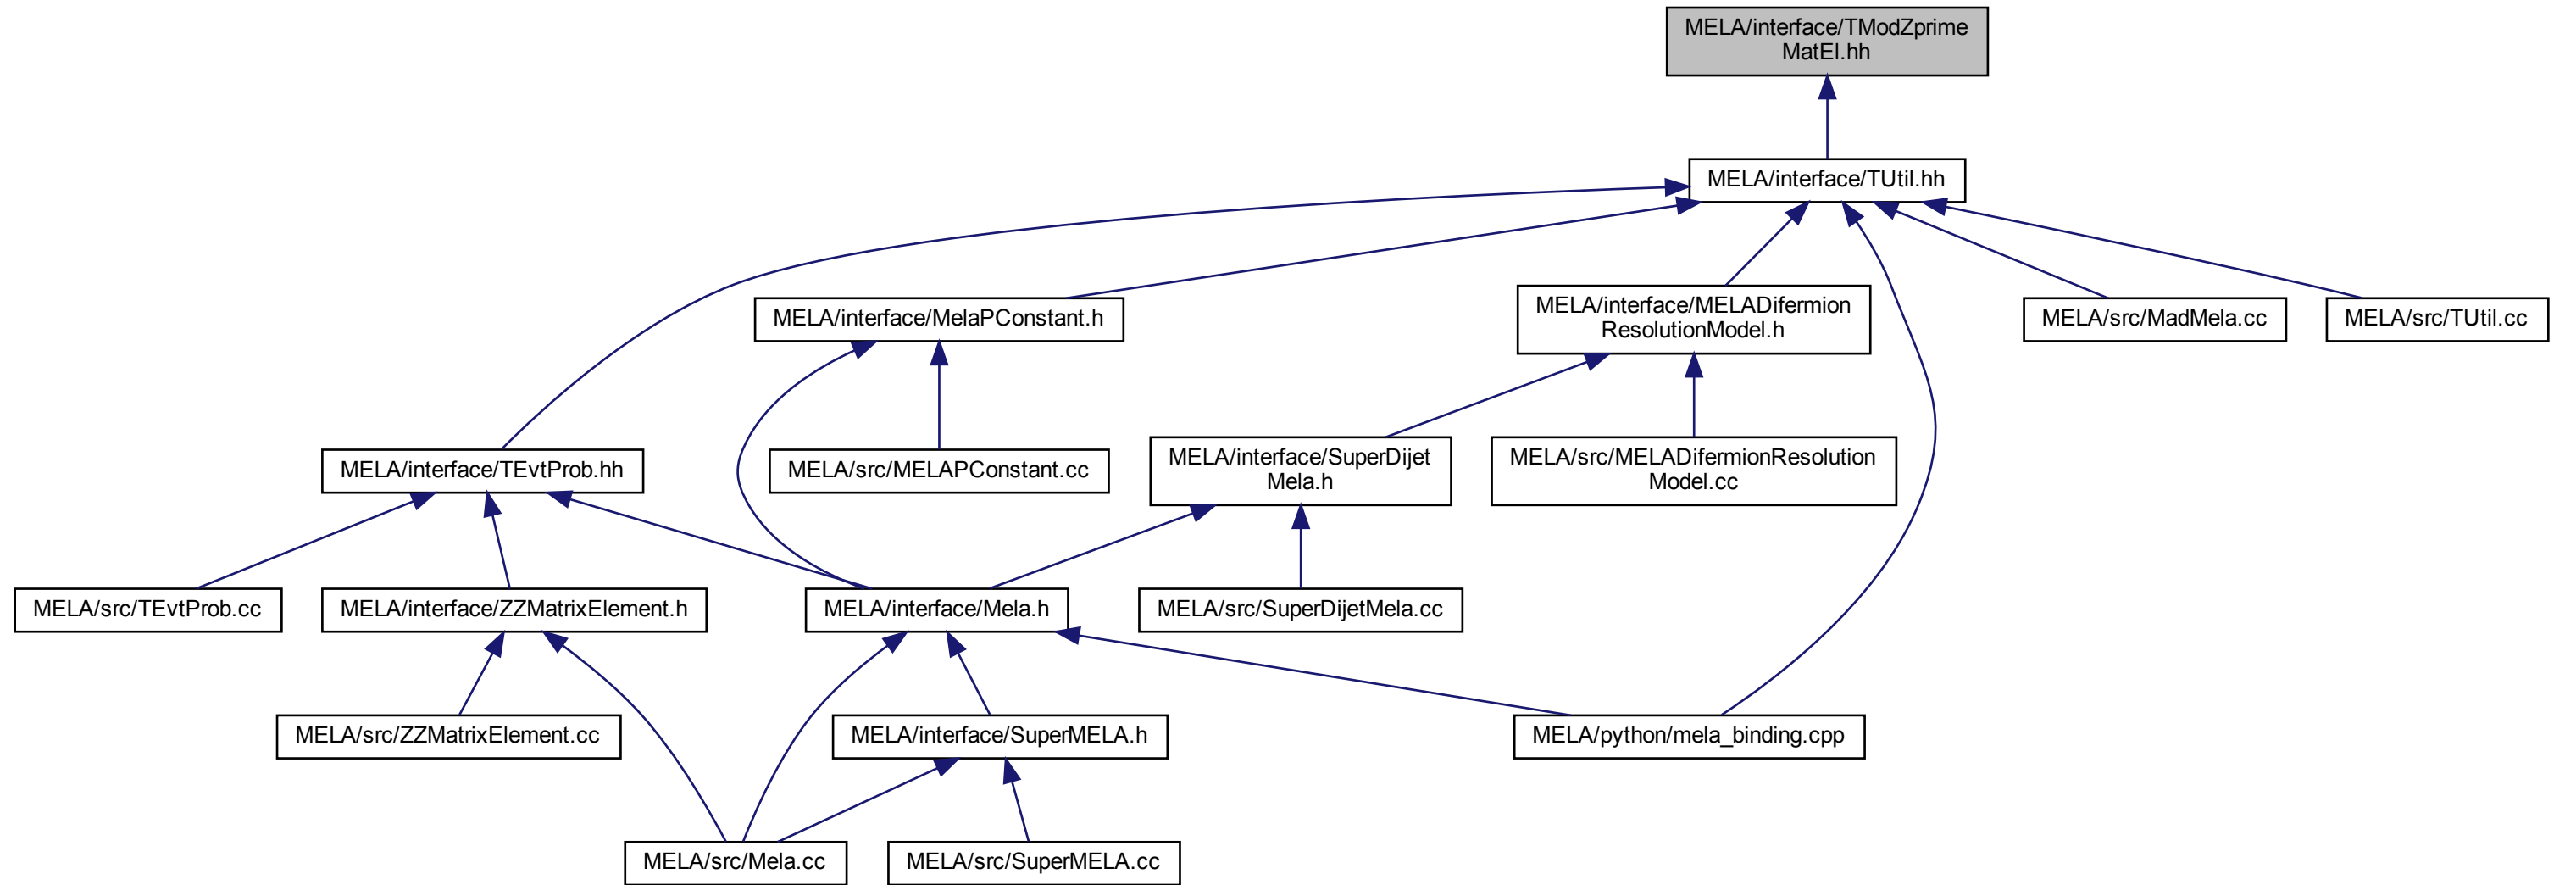 MELA/interface/TModZprime
MatEl.hh
MELA/interface/TUtil.hh
MELA/interface/MelaPConstant.h
MELA/interface/MELADifermion
ResolutionModel.h
MELA/src/MadMela.cc
MELA/src/TUtil.cc
MELA/interface/TEvtProb.hh
MELA/src/MELAPConstant.cc
MELA/interface/SuperDijet
Mela.h
MELA/src/MELADifermionResolution
Model.cc
MELA/src/TEvtProb.cc
MELA/interface/ZZMatrixElement.h
MELA/interface/Mela.h
MELA/src/SuperDijetMela.cc
MELA/src/ZZMatrixElement.cc
MELA/interface/SuperMELA.h
MELA/python/mela_binding.cpp
MELA/src/Mela.cc
MELA/src/SuperMELA.cc